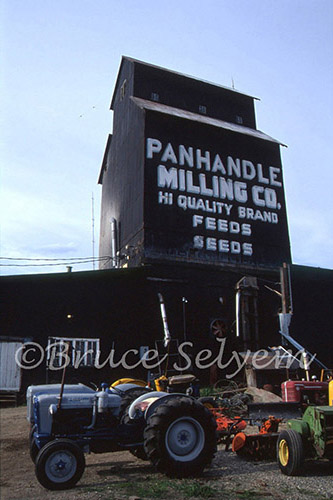 PANHANDLE
MILLING CO.
HI QUALITY BRAND
FEEDS
SEEDS
© Bruce Selyem